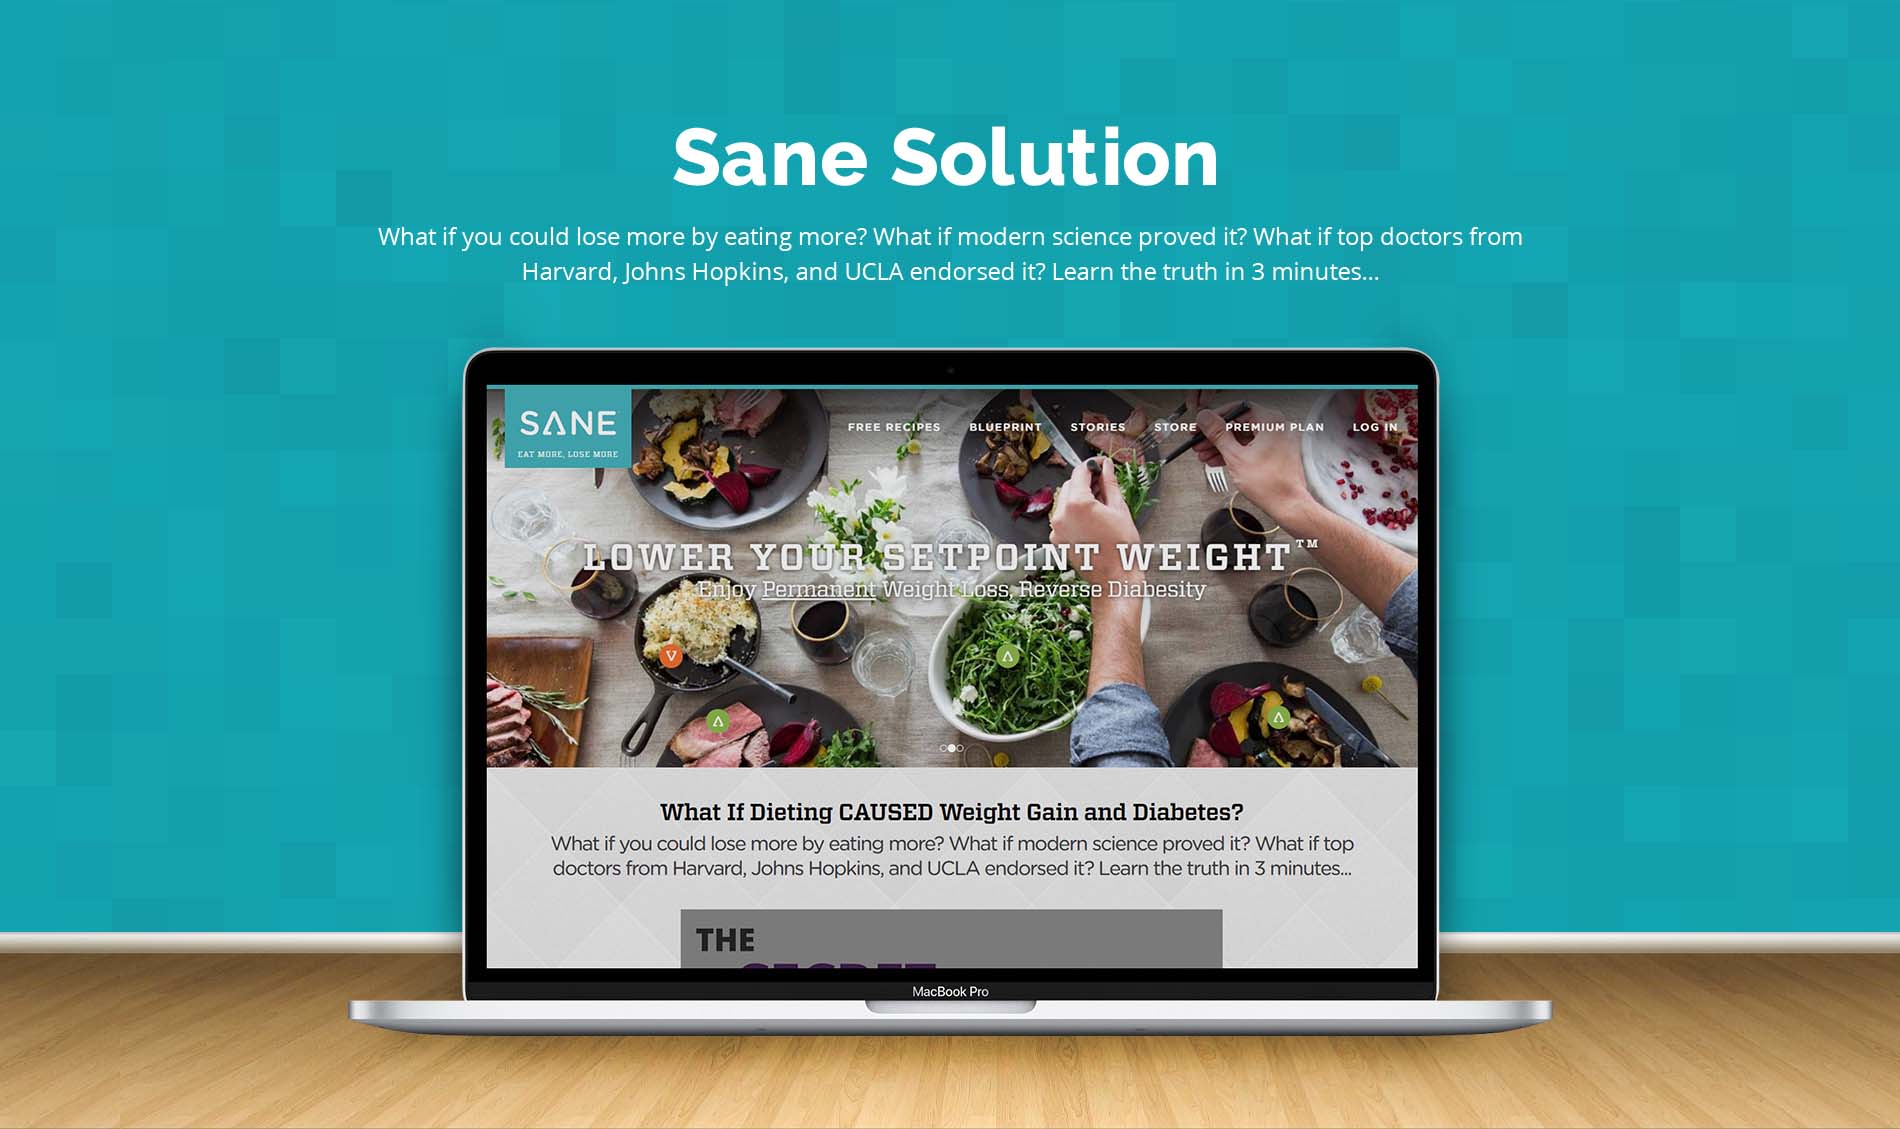 Sane Solution
What if you could lose more by eating more? What if modern science proved it? What if top doctors from
Harvard, Johns Hopkins, and UCLA endorsed it? Learn the truth in 3 minutes...
SANE
EAT MORE, LOSE MORE
FREE RECIPES BLUEPRINT STORIES STORE PREMIUM PLAN LOG IN
LOWER YOUR SETPOINT WEIGHT™
Enjoy Permanent Weight Loss, Reverse Diabesity
What If Dieting CAUSED Weight Gain and Diabetes?
What if you could lose more by eating more? What if modern science proved it? What if top
doctors from Harvard, Johns Hopkins, and UCLA endorsed it? Learn the truth in 3 minutes...
THE
SECRET
MacBook Pro